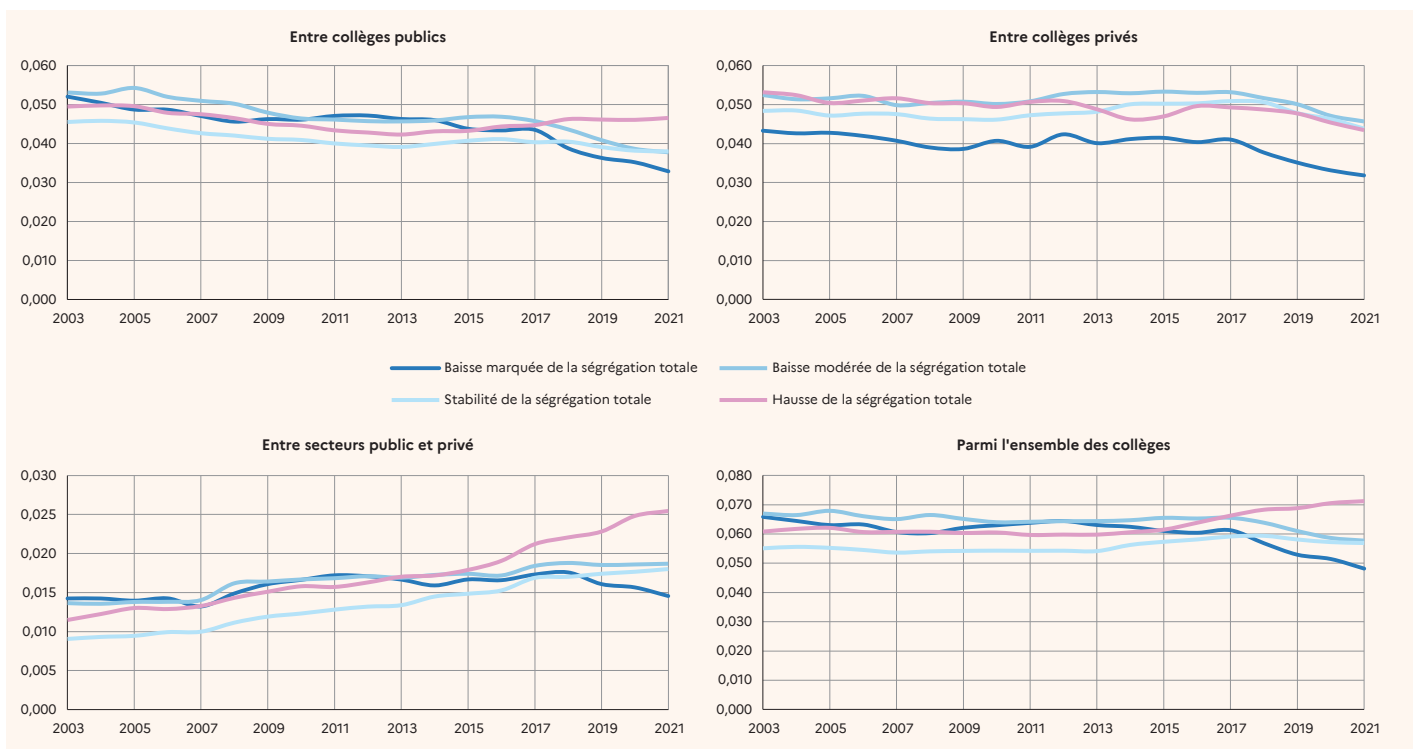 Entre collèges publics
0,060
0,050
0,040
0,030
0,020
0,010
0,000
2003 2005 2007 2009 2011 2013 2015 2017 2019 2021
Entre collèges privés
0,060
0,050
0,040
0,030
0,020
0,010
0,000
2003 2005 2007 2009 2011 2013 2015 2017 2019 2021
Baisse marquée de la ségrégation totale
Baisse modérée de la ségrégation totale
Stabilité de la ségrégation totale
Hausse de la ségrégation totale
Entre secteurs public et privé
0,030
0,025
0,020
0,015
0,010
0,005
0,000
2003 2005 2007 2009 2011 2013 2015 2017 2019 2021
Parmi l'ensemble des collèges
0,080
0,070
0,060
0,050
0,040
0,030
0,020
0,010
0,000
2003 2005 2007 2009 2011 2013 2015 2017 2019 2021